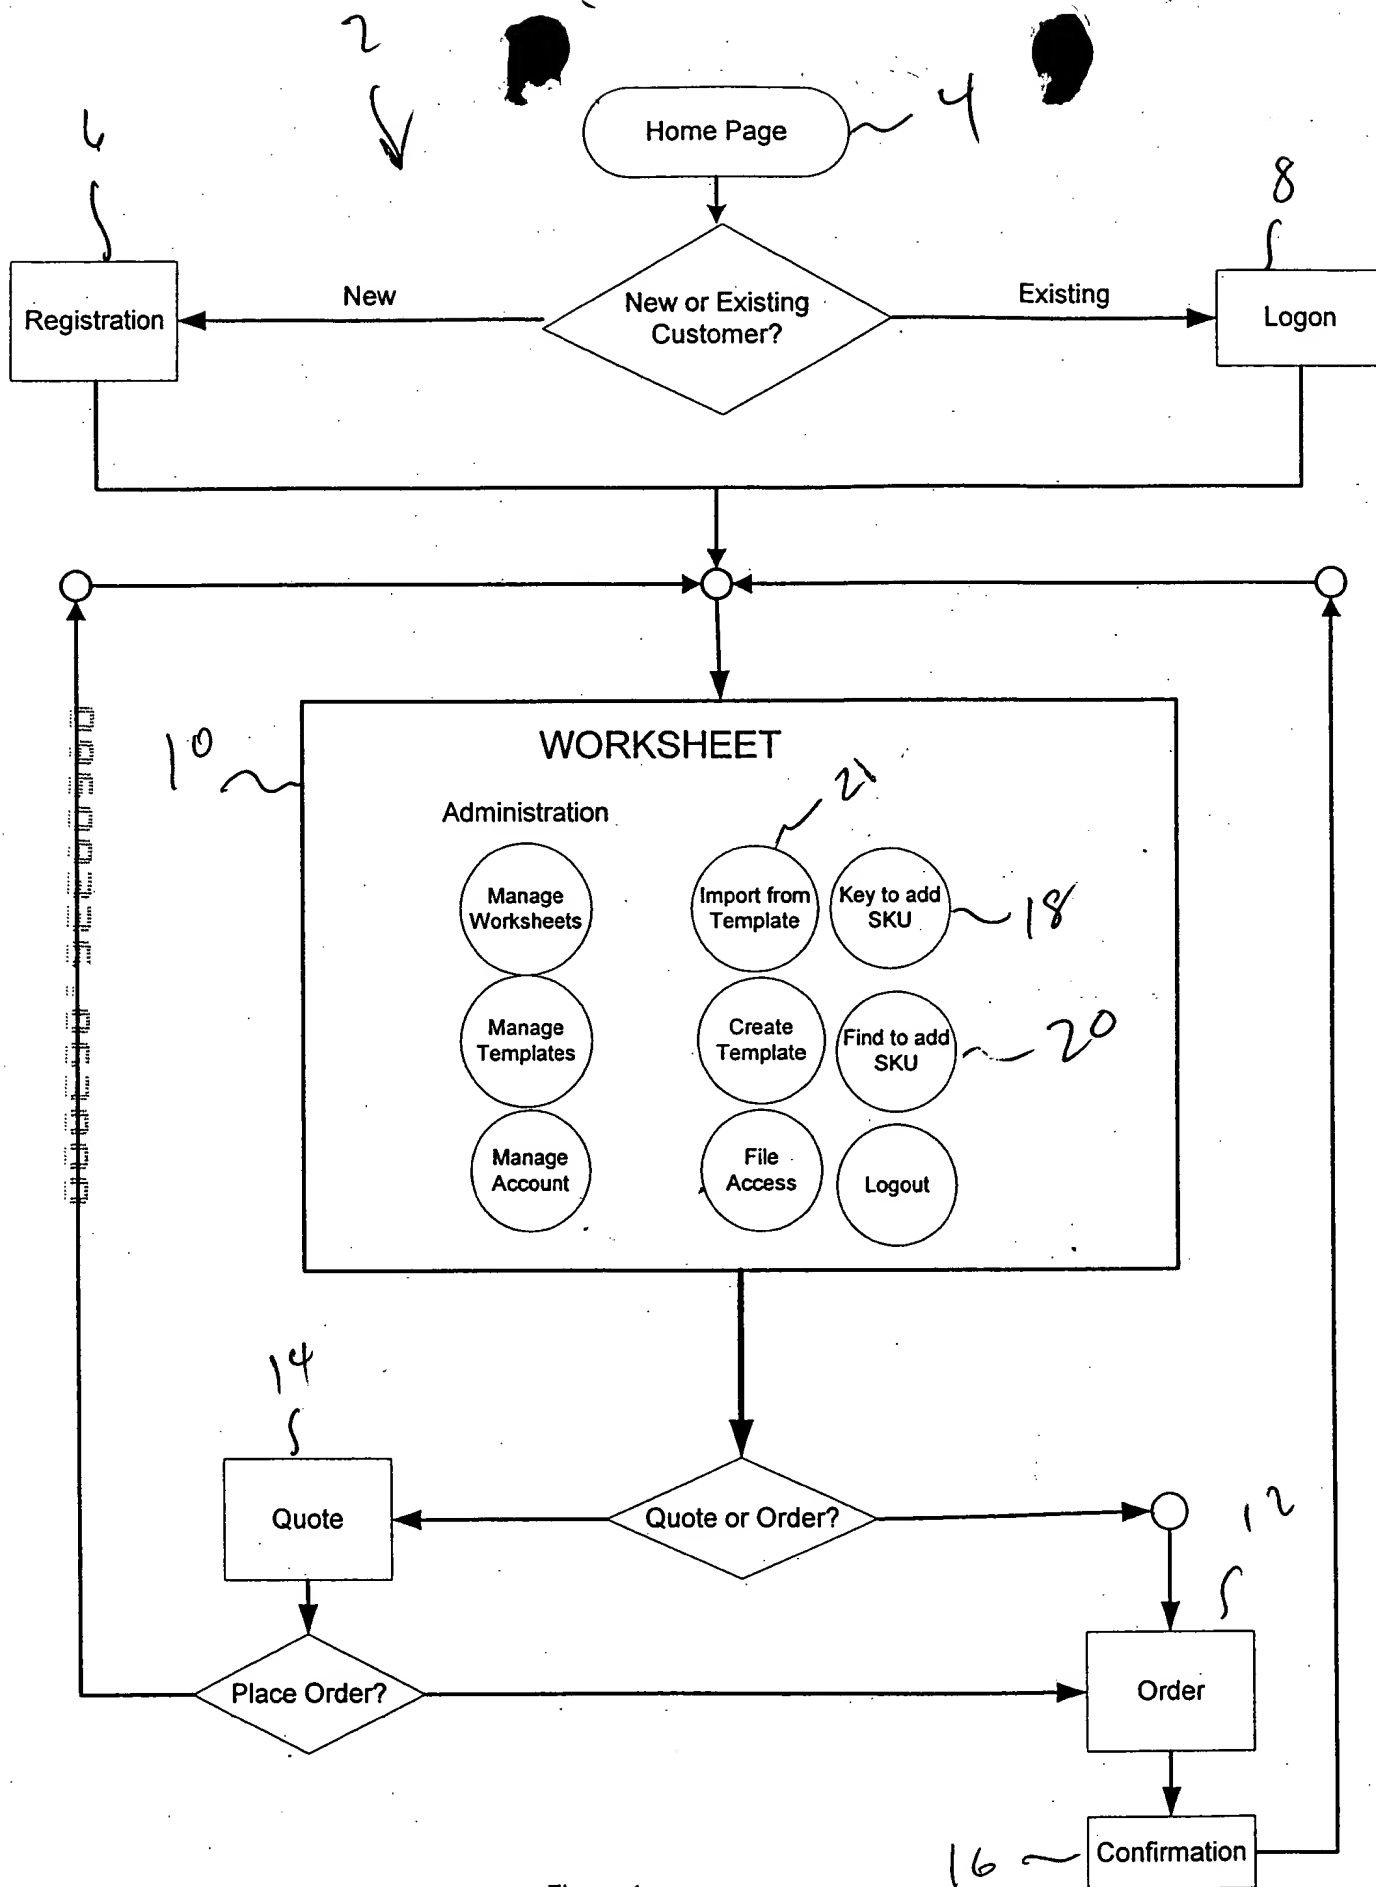 2
Home Page
4
6
8
Registration
New
New or Existing
Customer?
Existing
Logon
10
WORKSHEET
21
Administration
Manage
Worksheets
Import from
Template
Key to add
SKU
18
Manage
Templates
Create
Template
Find to add
SKU
20
Manage
Account
File
Access
Logout
14
Quote
Quote or Order?
12
Place Order?
Order
16
Confirmation